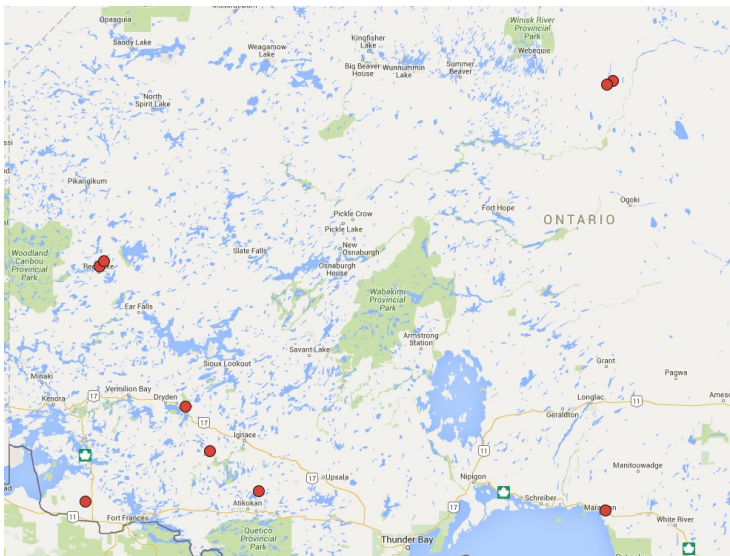 Opasquia
Sandy Lake
Weagamow
Lake
Kingfisher
Lake
Big Beaver
House
Wunnummin
Lake
Summer
Beaver
Winisk River
Provincial
Park
Webequie
North
Spirit Lake
Pikangikum
Pickle Crow
Pickle Lake
Fort Hope
Ogoki
ONTARIO
Woodland
Caribou
Provincial
Park
Slate Falls
New
Osnaburgh
Osnaburgh
House
Wabakimi
Provincial
Park
Ear Falls
Armstrong
Station
Savant Lake
Sioux Lookout
Grant
Pagwa
Minaki
Kenora
17
Vermilion Bay
Dryden
17
Longlac
11
Geraldton
Ignace
11
Manitouwadge
17
Upsala
Nipigon
Schreiber
Atikokan
17
White River
11
Fort Frances
Quetico
Provincial
Park
Thunder Bay
17